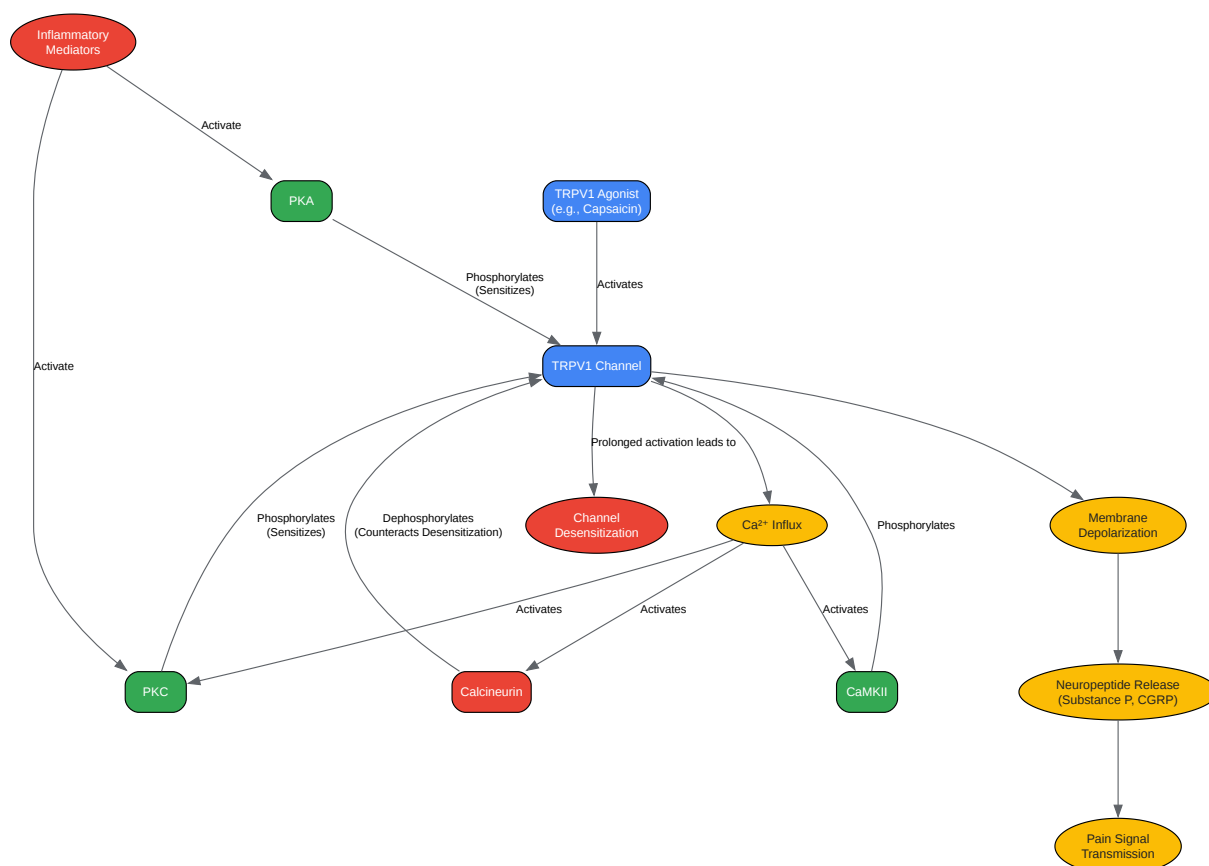 Inflammatory
Mediators
Activate
PKA
TRPV1 Agonist
(e.g., Capsaicin)
Phosphorylates
(Sensitizes)
Activates
Activate
TRPV1 Channel
Prolonged activation leads to
Phosphorylates
(Sensitizes)
Dephosphorylates
(Counteracts Desensitization)
Channel
Desensitization
Ca²⁺ Influx
Phosphorylates
Membrane
Depolarization
Activates
Activates
Activates
PKC
Calcineurin
CaMKII
Neuropeptide Release
(Substance P, CGRP)
Pain Signal
Transmission